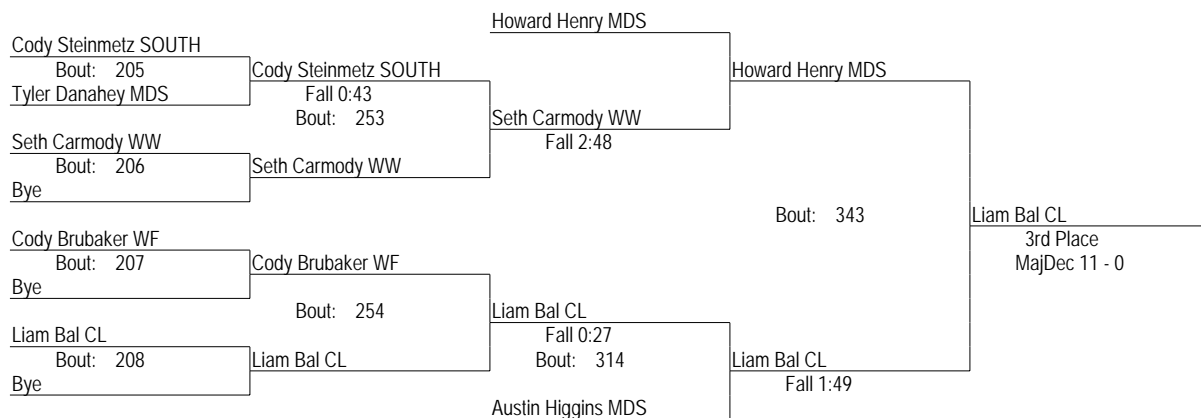 Howard Henry MDS
Cody Steinmetz SOUTH
Bout: 205
Cody Steinmetz SOUTH
Howard Henry MDS
Tyler Danahey MDS
Fall 0:43
Bout: 253
Seth Carmody WW
Fall 2:48
Seth Carmody WW
Bout: 206
Seth Carmody WW
Bye
Bout: 343
Liam Bal CL
3rd Place
MajDec 11 - 0
Cody Brubaker WF
Bout: 207
Cody Brubaker WF
Bye
Bout: 254
Liam Bal CL
Fall 0:27
Liam Bal CL
Bout: 208
Liam Bal CL
Bout: 314
Liam Bal CL
Fall 1:49
Bye
Austin Higgins MDS